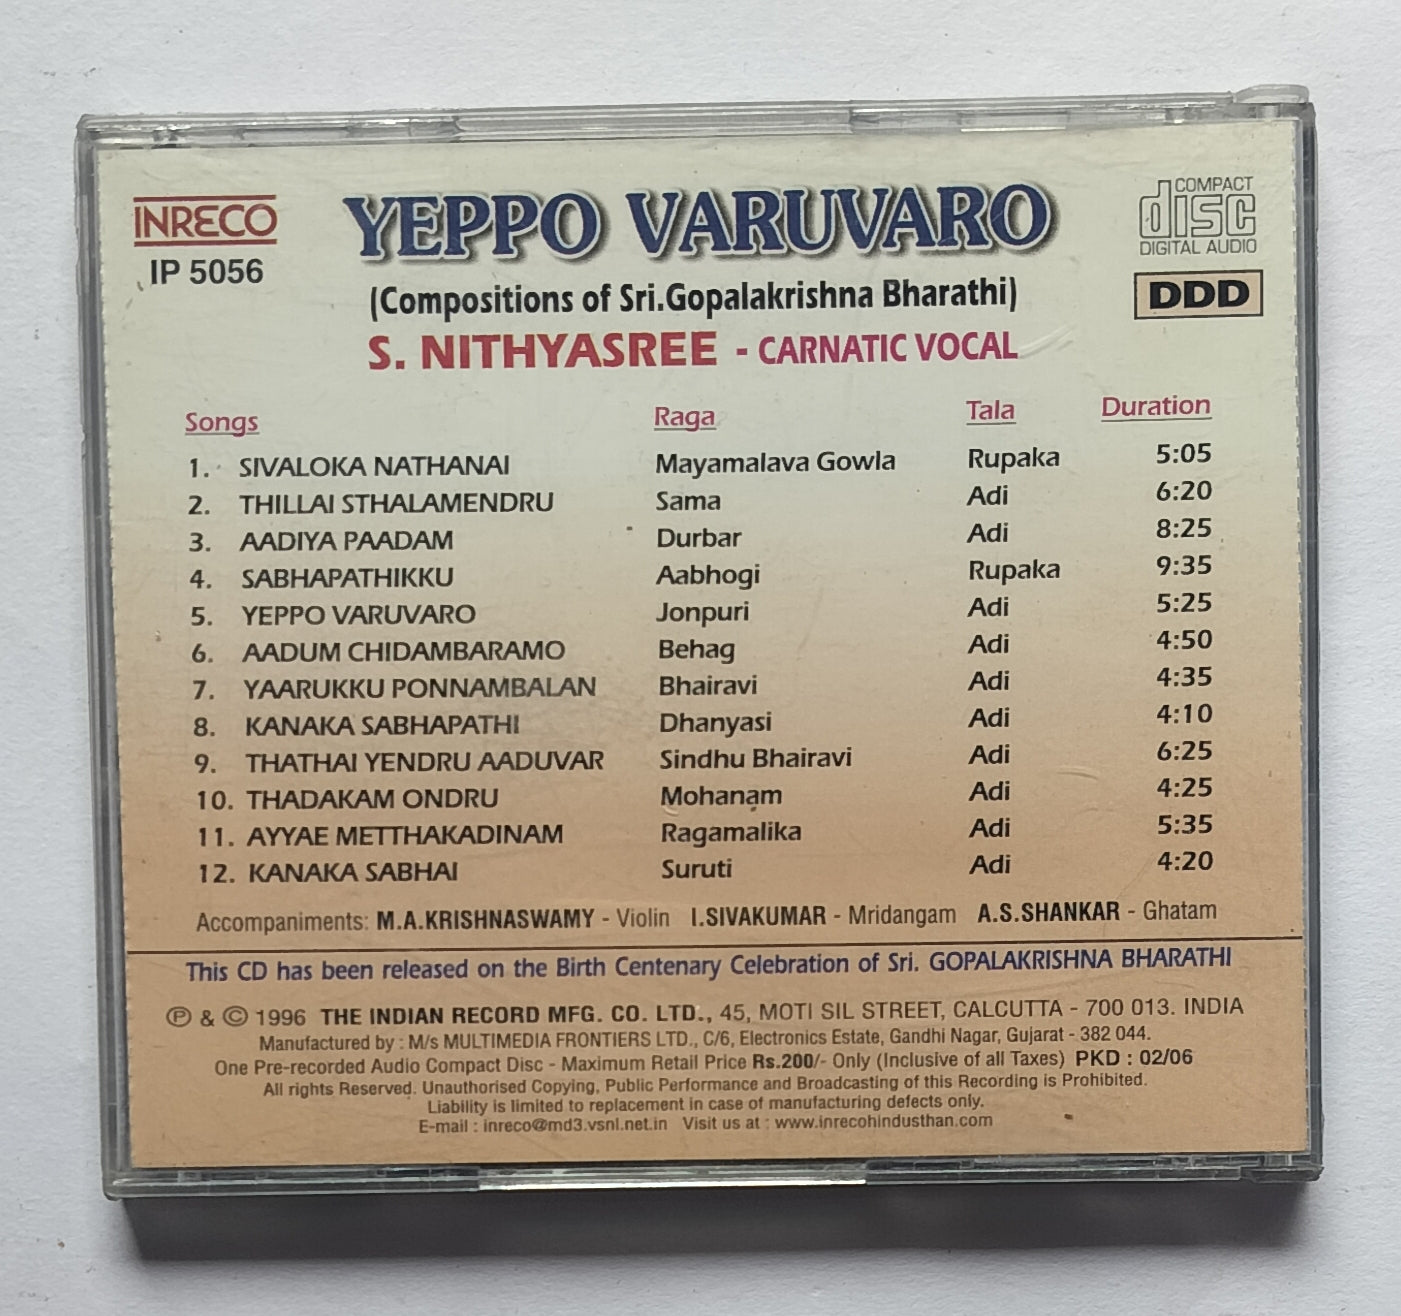 INRECO
IP 5056
YEPPO VARUVARO
COMPACT
disc
DIGITAL AUDIO
DDD
(Compositions of Sri.Gopalakrishna Bharathi)
S. NITHYASREE - CARNATIC VOCAL
Songs Raga Tala Duration
1. SIVALOKA NATHANAI Mayamalava Gowla Rupaka 5:05
2. THILLAI STHALAMENDRU Sama Adi 6:20
3. AADIYA PAADAM Durbar Adi 8:25
4. SABHAPATHIKKU Aabhogi Rupaka 9:35
5. YEPPO VARUVARO Jonpuri Adi 5:25
6. AADUM CHIDAMBARAMO Behag Adi 4:50
7. YAARUKKU PONNAMBALAN Bhairavi Adi 4:35
8. KANAKA SABHAPATHI Dhanyasi Adi 4:10
9. THATHAI YENDRU AADUVAR Sindhu Bhairavi Adi 6:25
10. THADAKAM ONDRU Mohanam Adi 4:25
11. AYYAE METTHAKADINAM Ragamalika Adi 5:35
12. KANAKA SABHAI Suruti Adi 4:20
Accompaniments: M.A.KRISHNASWAMY - Violin I.SIVAKUMAR - Mridangam A.S.SHANKAR - Ghatam
This CD has been released on the Birth Centenary Celebration of Sri. GOPALAKRISHNA BHARATHI
℗ & © 1996 THE INDIAN RECORD MFG. CO. LTD., 45, MOTI SIL STREET, CALCUTTA - 700 013. INDIA
Manufactured by : M/s MULTIMEDIA FRONTIERS LTD., C/6, Electronics Estate, Gandhi Nagar, Gujarat - 382 044.
One Pre-recorded Audio Compact Disc - Maximum Retail Price Rs.200/- Only (Inclusive of all Taxes) PKD : 02/06
All rights Reserved. Unauthorised Copying, Public Performance and Broadcasting of this Recording is Prohibited.
Liability is limited to replacement in case of manufacturing defects only.
E-mail : inreco@md3.vsnl.net.in Visit us at : www.inrecohindusthan.com